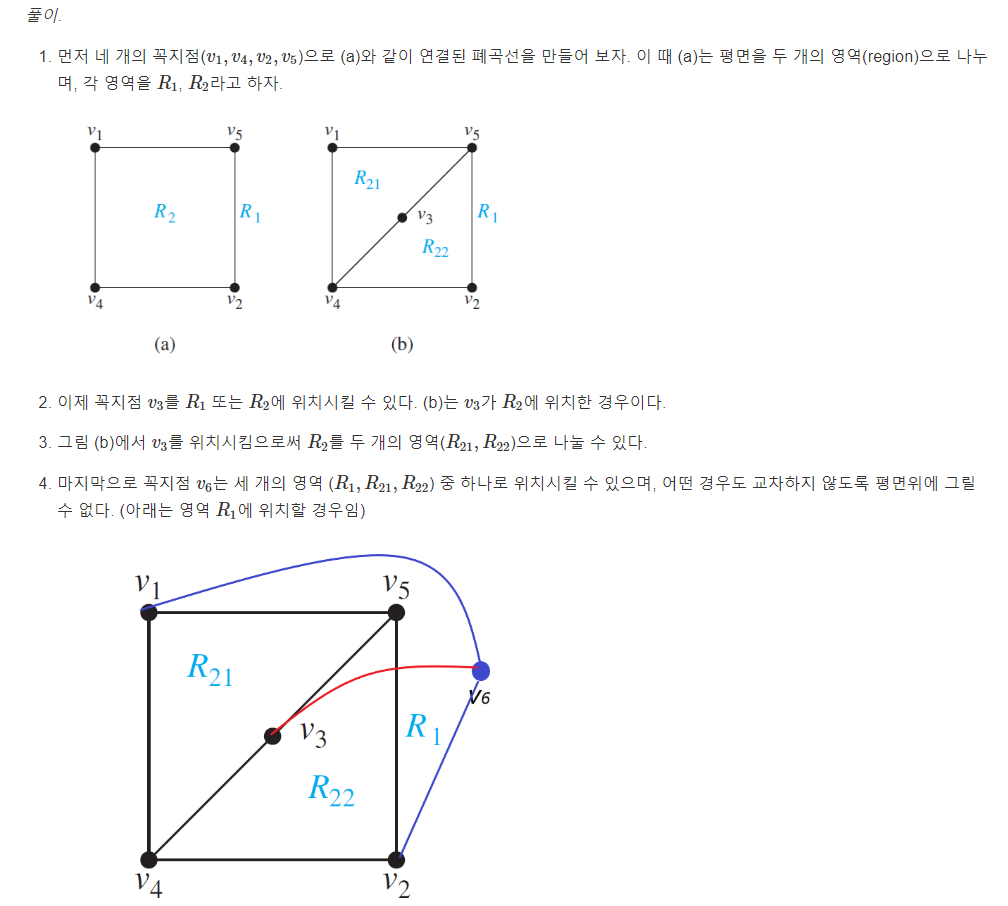 풀이.
1. 먼저 네 개의 꼭지점(v₁, v₄, v₂, v₅)으로 (a)와 같이 연결된 폐곡선을 만들어 보자. 이 때 (a)는 평면을 두 개의 영역(region)으로 나누
며, 각 영역을 R₁, R₂라고 하자.
v₁ v₅ v₁ v₅
R₂₁
R₂ R₁ v₃ R₁
R₂₂
v₄ v₂ v₄ v₂
(a) (b)
2. 이제 꼭지점 v₃를 R₁ 또는 R₂에 위치시킬 수 있다. (b)는 v₃가 R₂에 위치한 경우이다.
3. 그림 (b)에서 v₃를 위치시킴으로써 R₂를 두 개의 영역(R₂₁, R₂₂)으로 나눌 수 있다.
4. 마지막으로 꼭지점 v₆는 세 개의 영역 (R₁, R₂₁, R₂₂) 중 하나로 위치시킬 수 있으며, 어떤 경우도 교차하지 않도록 평면위에 그릴
수 없다. (아래는 영역 R₁에 위치할 경우임)
v₁ v₅
R₂₁
V6
v₃ R₁
R₂₂
v₄ v₂